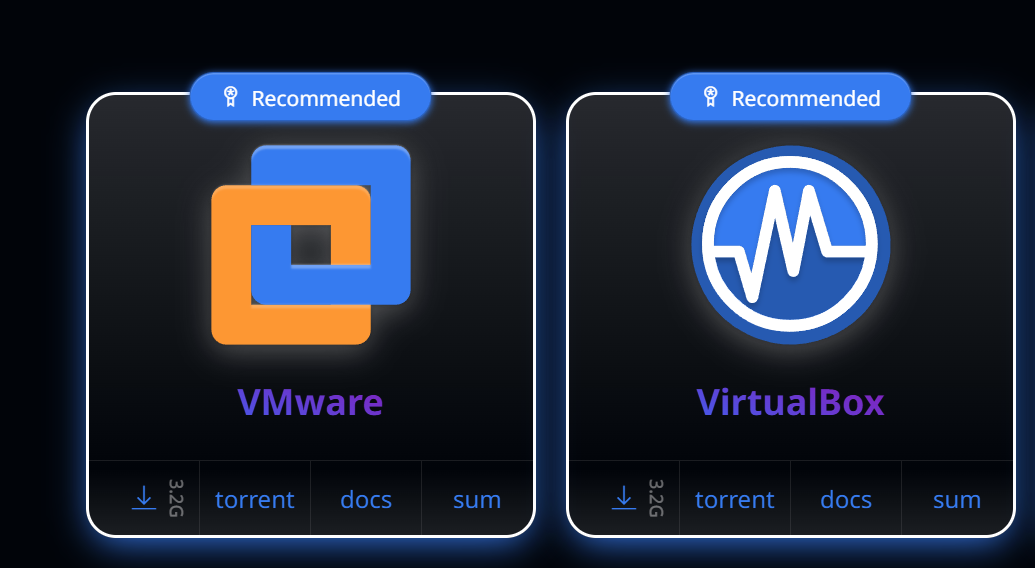 Recommended
VMware
3.2G torrent docs sum
Recommended
VirtualBox
3.2G torrent docs sum